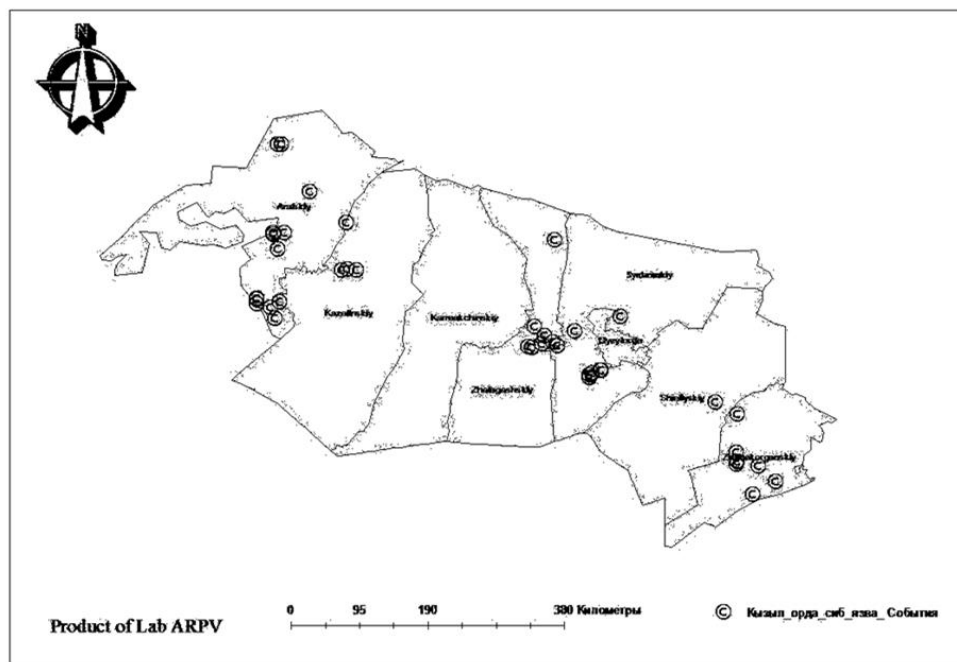 N
Aralskiy
Syrdariinskiy
Kazalinskiy
Karmakchinskiy
Zhalagashskiy
Shieliyskiy
0 95 190 380 Километры
Product of Lab ARPV
© Кызыл_орда_сиб_язва_События